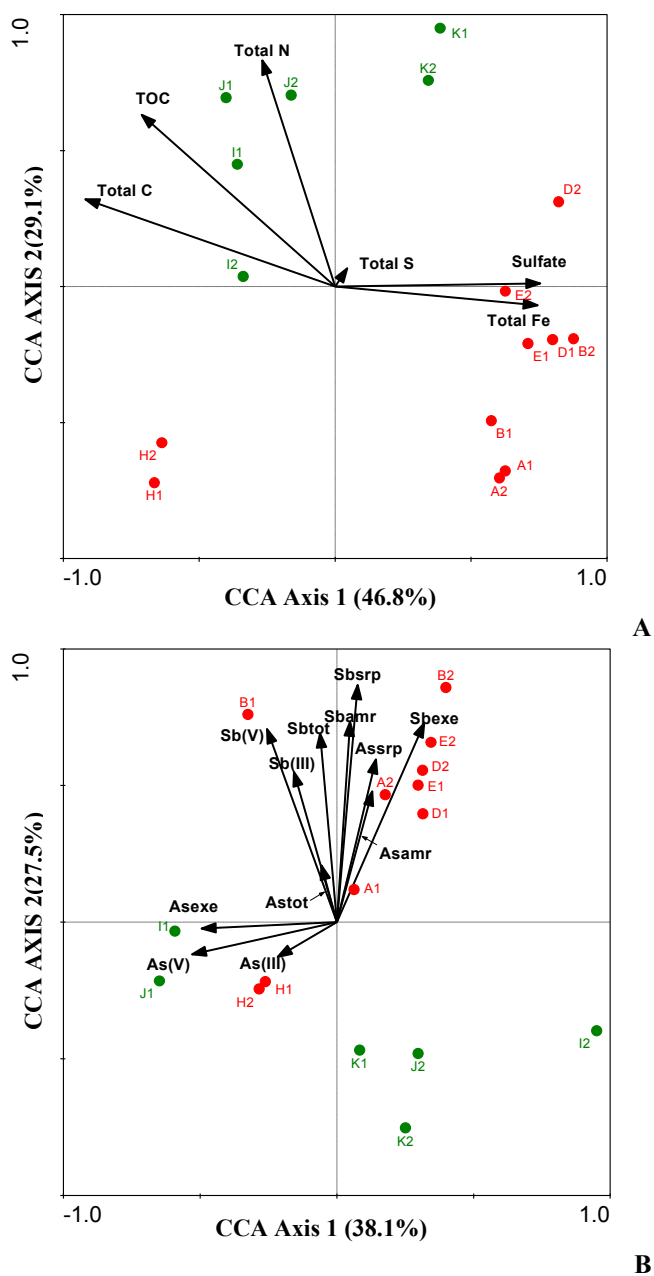 1.0
K1
Total N
J1
J2
K2
TOC
I1
Total C
D2
I2
Total S
Sulfate
E2
Total Fe
E1
D1
B2
B1
H2
A1
A2
H1
CCA AXIS 2(29.1%)
-1.0
1.0
CCA Axis 1 (46.8%)
A
1.0
Sbsrp
B2
B1
Sbamr
Sbexe
Sb(V)
Sbtot
E2
Assrp
Sb(III)
D2
A2
E1
D1
Asamr
Astot
A1
Asexe
I1
As(V)
As(III)
J1
H2
H1
I2
K1
J2
K2
CCA AXIS 2(27.5%)
-1.0
1.0
CCA Axis 1 (38.1%)
B